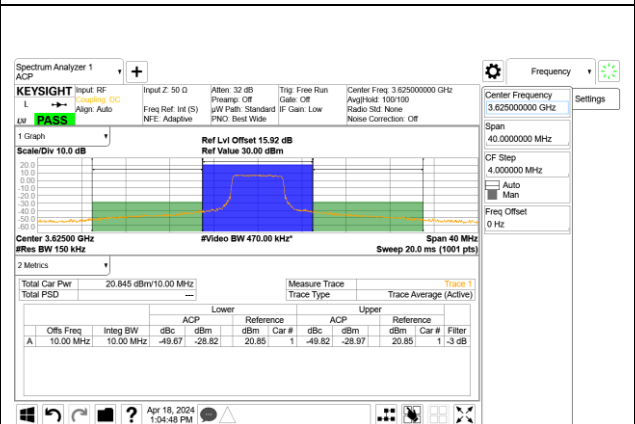 Spectrum Analyzer 1
ACP
Frequency
KEYSIGHT Input: RF Input Z: 50 Ω Atten: 32 dB Trig: Free Run Center Freq: 3.625000000 GHz
L Coupling: DC Preamp: Off Gate: Off Avg|Hold: 100/100
Align: Auto Freq Ref: Int (S) µW Path: Standard IF Gain: Low Radio Std: None
LXI PASS NFE: Adaptive PNO: Best Wide Noise Correction: Off
Center Frequency
3.625000000 GHz
Settings
Span
40.0000000 MHz
CF Step
4.000000 MHz
Auto
Man
Freq Offset
0 Hz
1 Graph
Ref Lvl Offset 15.92 dB
Scale/Div 10.0 dB Ref Value 30.00 dBm
20.0
10.0
0.00
-10.0
-20.0
-30.0
-40.0
-50.0
-60.0
Center 3.62500 GHz #Video BW 470.00 kHz* Span 40 MHz
#Res BW 150 kHz Sweep 20.0 ms (1001 pts)
2 Metrics
Total Car Pwr 20.845 dBm/10.00 MHz Measure Trace Trace 1
Total PSD --- Trace Type Trace Average (Active)
Lower Upper
ACP Reference ACP Reference
Offs Freq Integ BW dBc dBm dBm Car # dBc dBm dBm Car # Filter
A 10.00 MHz 10.00 MHz -49.67 -28.82 20.85 1 -49.82 -28.97 20.85 1 -3 dB
Apr 18, 2024
1:04:48 PM